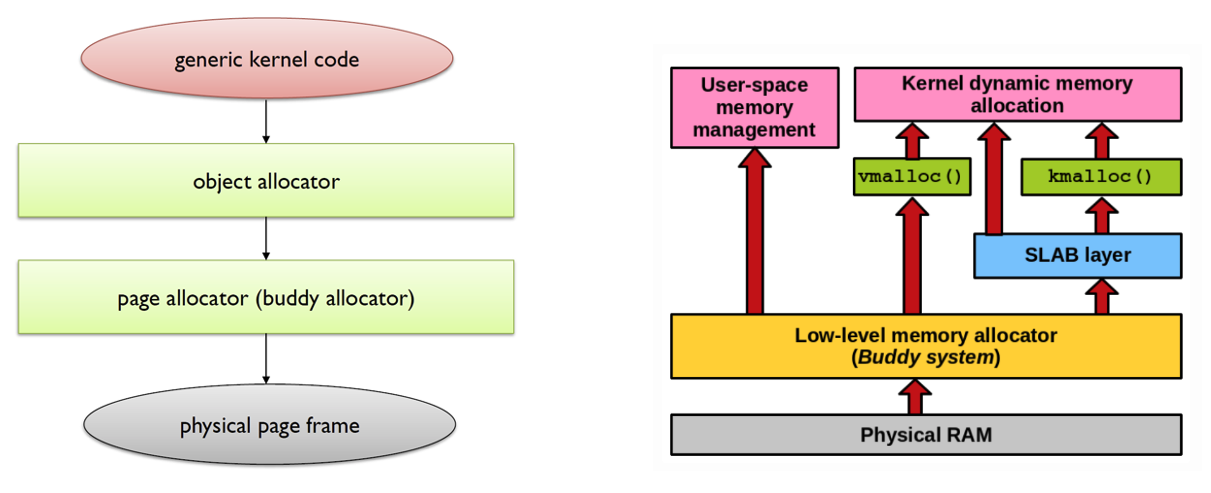 generic kernel code
object allocator
page allocator (buddy allocator)
physical page frame
User-space
memory
management
Kernel dynamic memory
allocation
vmalloc()
kmalloc()
SLAB layer
Low-level memory allocator
(Buddy system)
Physical RAM